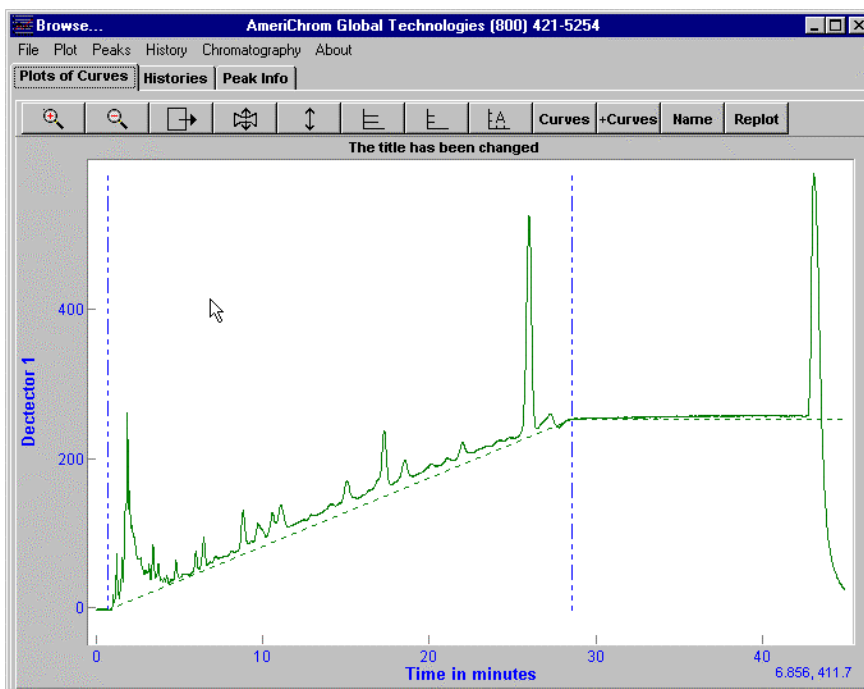 Browse... AmeriChrom Global Technologies (800) 421-5254
File Plot Peaks History Chromatography About
Plots of Curves Histories Peak Info
A Curves +Curves Name Replot
The title has been changed
400
200
0
Dectector 1
0 10 20 30 40
Time in minutes
6.856, 411.7